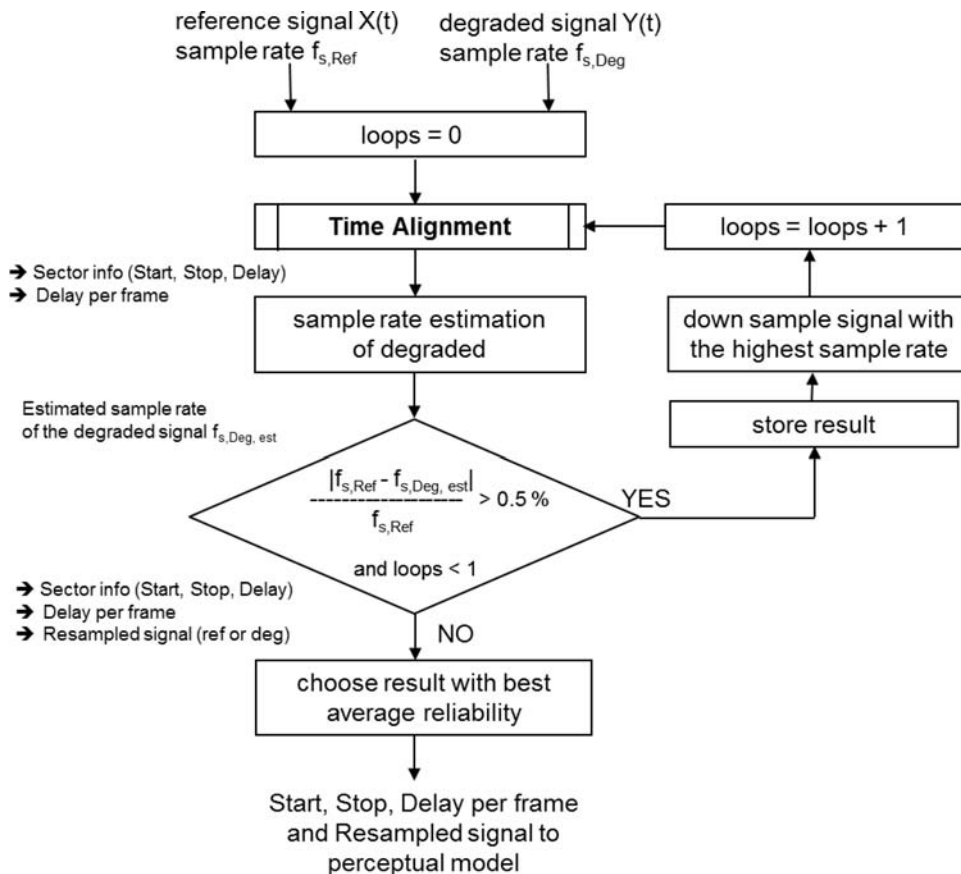 reference signal X(t)
sample rate fs,Ref
degraded signal Y(t)
sample rate fs,Deg
loops = 0
Time Alignment
loops = loops + 1
➔ Sector info (Start, Stop, Delay)
➔ Delay per frame
sample rate estimation
of degraded
down sample signal with
the highest sample rate
store result
Estimated sample rate
of the degraded signal fs,Deg, est
|fs,Ref - fs,Deg, est|
--------------------- > 0.5 %
fs,Ref
and loops < 1
YES
➔ Sector info (Start, Stop, Delay)
➔ Delay per frame
➔ Resampled signal (ref or deg)
NO
choose result with best
average reliability
Start, Stop, Delay per frame
and Resampled signal to
perceptual model